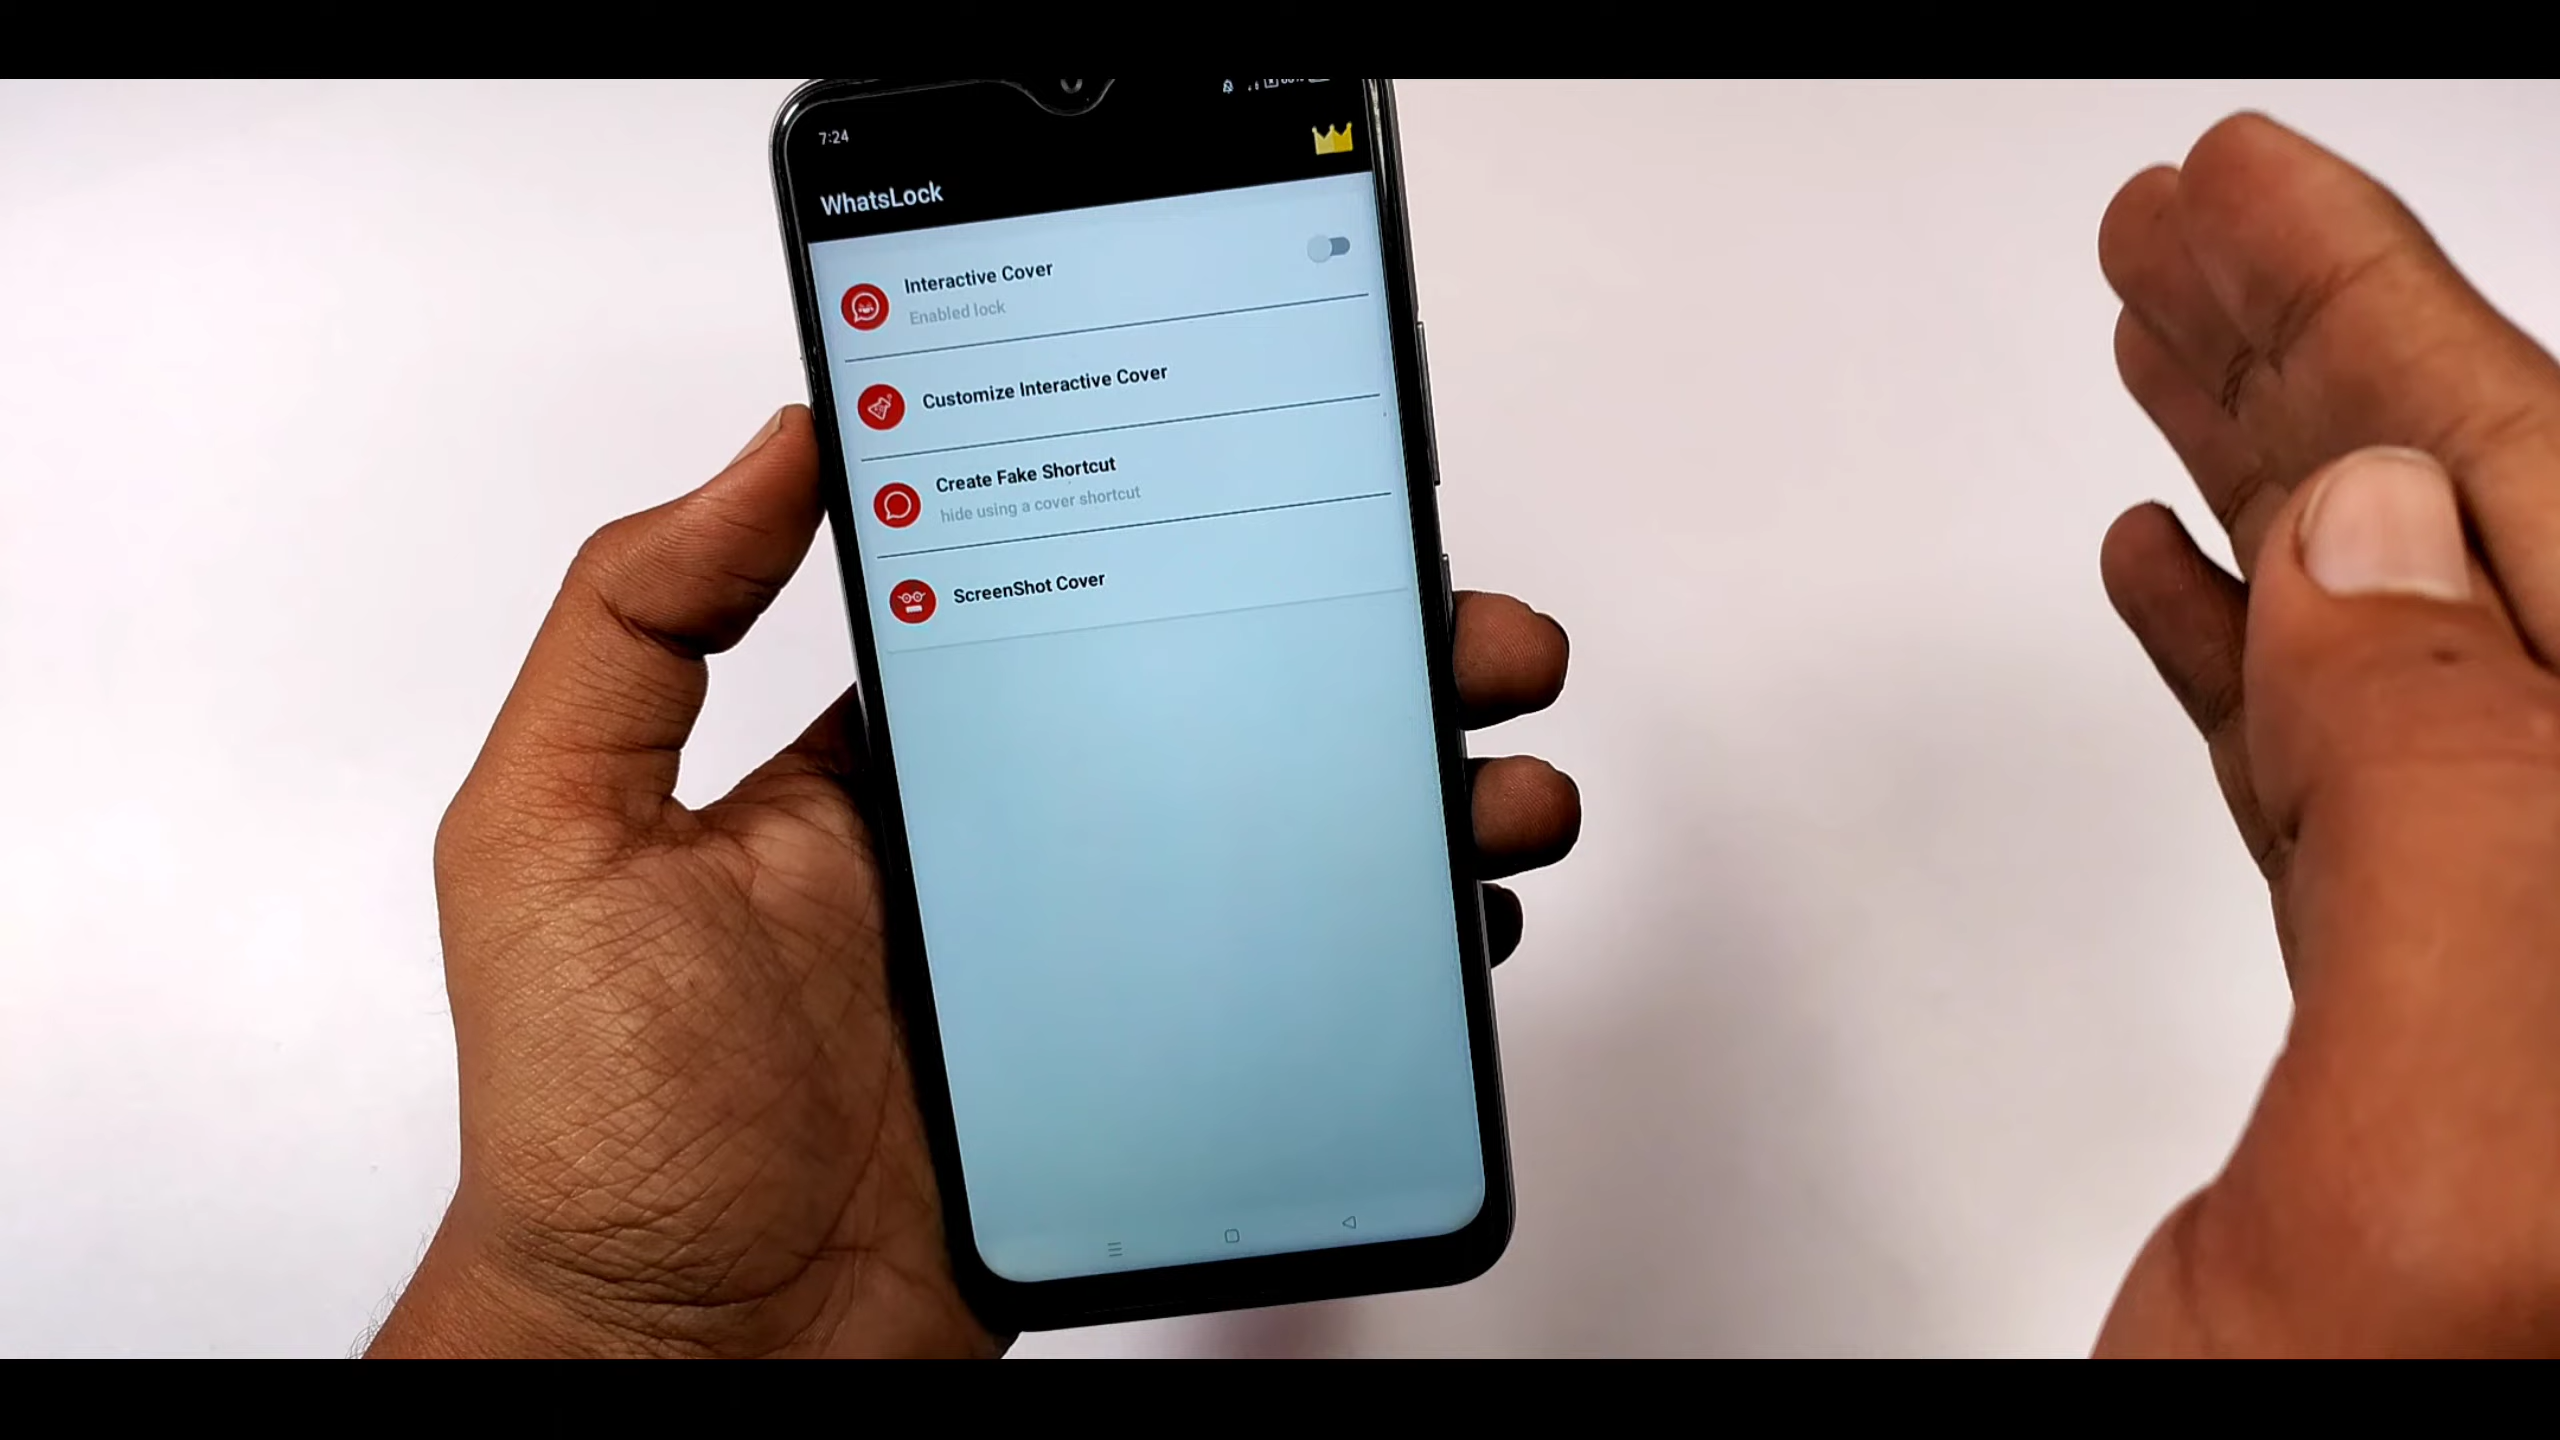 7:24
WhatsLock
Interactive Cover
Enabled lock
Customize Interactive Cover
Create Fake Shortcut
hide using a cover shortcut
ScreenShot Cover